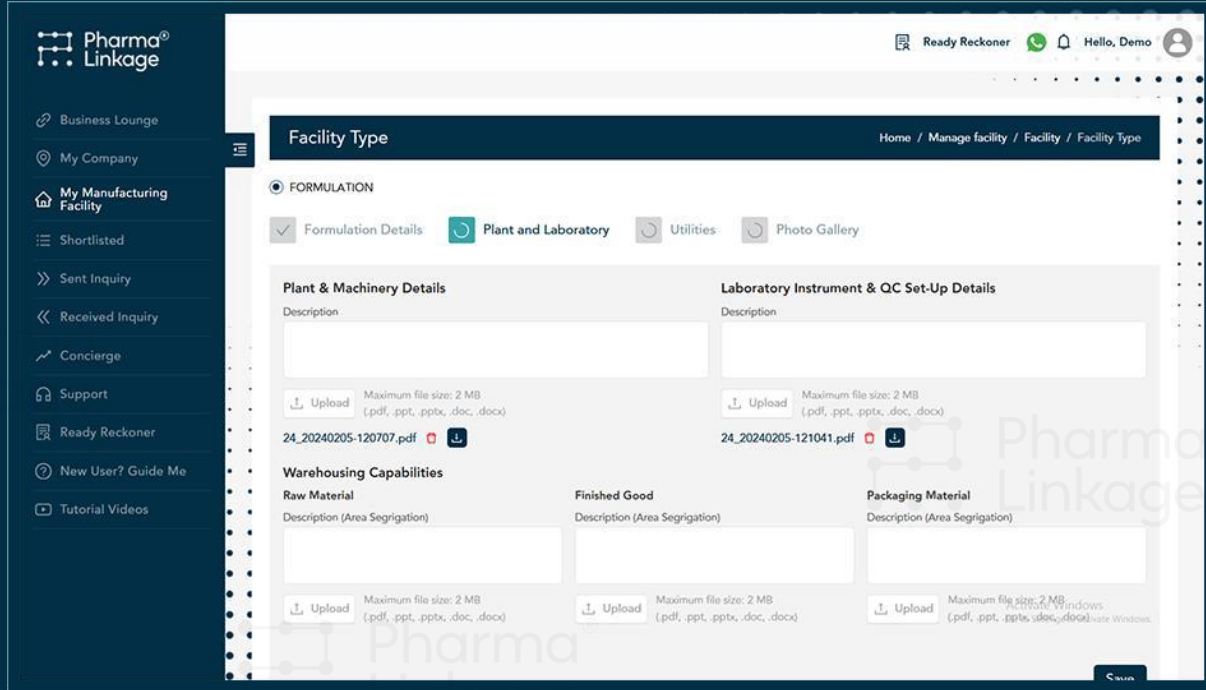 Pharma®
Linkage
Ready Reckoner
Hello, Demo
Business Lounge
My Company
My Manufacturing
Facility
Shortlisted
Sent Inquiry
Received Inquiry
Concierge
Support
Ready Reckoner
New User? Guide Me
Tutorial Videos
Facility Type
Home / Manage facility / Facility / Facility Type
FORMULATION
Formulation Details
Plant and Laboratory
Utilities
Photo Gallery
Plant & Machinery Details
Description
Upload
Maximum file size: 2 MB
(.pdf, .ppt, .pptx, .doc, .docx)
24_20240205-120707.pdf
Laboratory Instrument & QC Set-Up Details
Description
Upload
Maximum file size: 2 MB
(.pdf, .ppt, .pptx, .doc, .docx)
24_20240205-121041.pdf
Warehousing Capabilities
Raw Material
Description (Area Segrigation)
Upload
Maximum file size: 2 MB
(.pdf, .ppt, .pptx, .doc, .docx)
Finished Good
Description (Area Segrigation)
Upload
Maximum file size: 2 MB
(.pdf, .ppt, .pptx, .doc, .docx)
Packaging Material
Description (Area Segrigation)
Upload
Maximum file size: 2 MB
(.pdf, .ppt, .pptx, .doc, .docx)
Activate Windows
Save
Pharma
Linkage
Pharma®